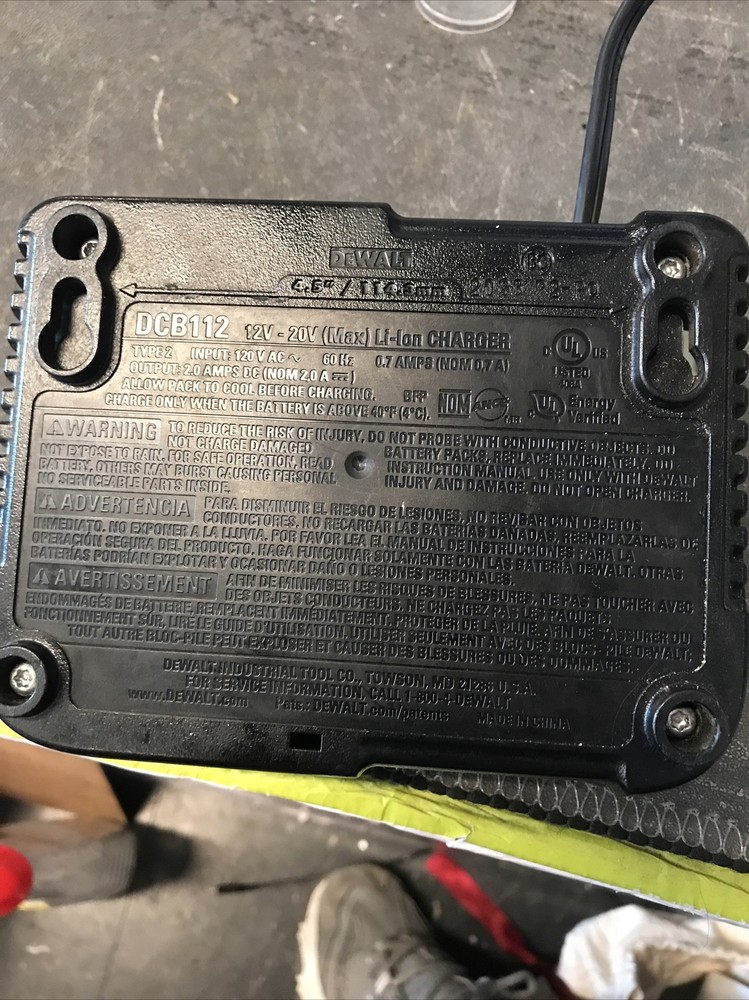 DEWALT
4.5" / 114.5mm
DCB112 12V - 20V (Max) Li-Ion CHARGER
TYPE 2 INPUT: 120 V AC ~ 60 Hz 0.7 AMPS (NOM 0.7 A)
OUTPUT: 2.0 AMPS DC (NOM 2.0 A ⎓)
ALLOW PACK TO COOL BEFORE CHARGING. BFP
CHARGE ONLY WHEN THE BATTERY IS ABOVE 40°F (4°C).
C UL US
LISTED
NOM ANCE
UL Energy
Verified
⚠WARNING TO REDUCE THE RISK OF INJURY, DO NOT PROBE WITH CONDUCTIVE OBJECTS. DO
NOT CHARGE DAMAGED BATTERY PACKS, REPLACE IMMEDIATELY. DO
NOT EXPOSE TO RAIN. FOR SAFE OPERATION, READ INSTRUCTION MANUAL. USE ONLY WITH DEWALT
BATTERY, OTHERS MAY BURST CAUSING PERSONAL INJURY AND DAMAGE. DO NOT OPEN CHARGER.
NO SERVICEABLE PARTS INSIDE.
⚠ADVERTENCIA PARA DISMINUIR EL RIESGO DE LESIONES, NO REVISAR CON OBJETOS
CONDUCTORES. NO RECARGAR LAS BATERÍAS DAÑADAS, REEMPLAZARLAS DE
INMEDIATO. NO EXPONER A LA LLUVIA. POR FAVOR LEA EL MANUAL DE INSTRUCCIONES PARA LA
OPERACIÓN SEGURA DEL PRODUCTO. HAGA FUNCIONAR SOLAMENTE CON LAS BATERÍA DEWALT. OTRAS
BATERÍAS PODRÍAN EXPLOTAR Y OCASIONAR DAÑO O LESIONES PERSONALES.
⚠AVERTISSEMENT AFIN DE MINIMISER LES RISQUES DE BLESSURES, NE PAS TOUCHER AVEC
DES OBJETS CONDUCTEURS. NE CHARGEZ PAS LES PAQUETS
ENDOMMAGÉS DE BATTERIE, REMPLACENT IMMÉDIATEMENT. PROTÉGER DE LA PLUIE. AFIN DE S'ASSURER DU
FONCTIONNEMENT SÛR, LIRE LE GUIDE D'UTILISATION. UTILISER SEULEMENT AVEC DES BLOCS-PILE DEWALT,
TOUT AUTRE BLOC-PILE PEUT EXPLOSER ET CAUSER DES BLESSURES OU DES DOMMAGES.
DEWALT INDUSTRIAL TOOL CO., TOWSON, MD 21286 U.S.A.
FOR SERVICE INFORMATION, CALL 1-800-4-DEWALT
www.DEWALT.com Pats.: DEWALT.com/patents MADE IN CHINA